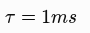 τ = 1ms